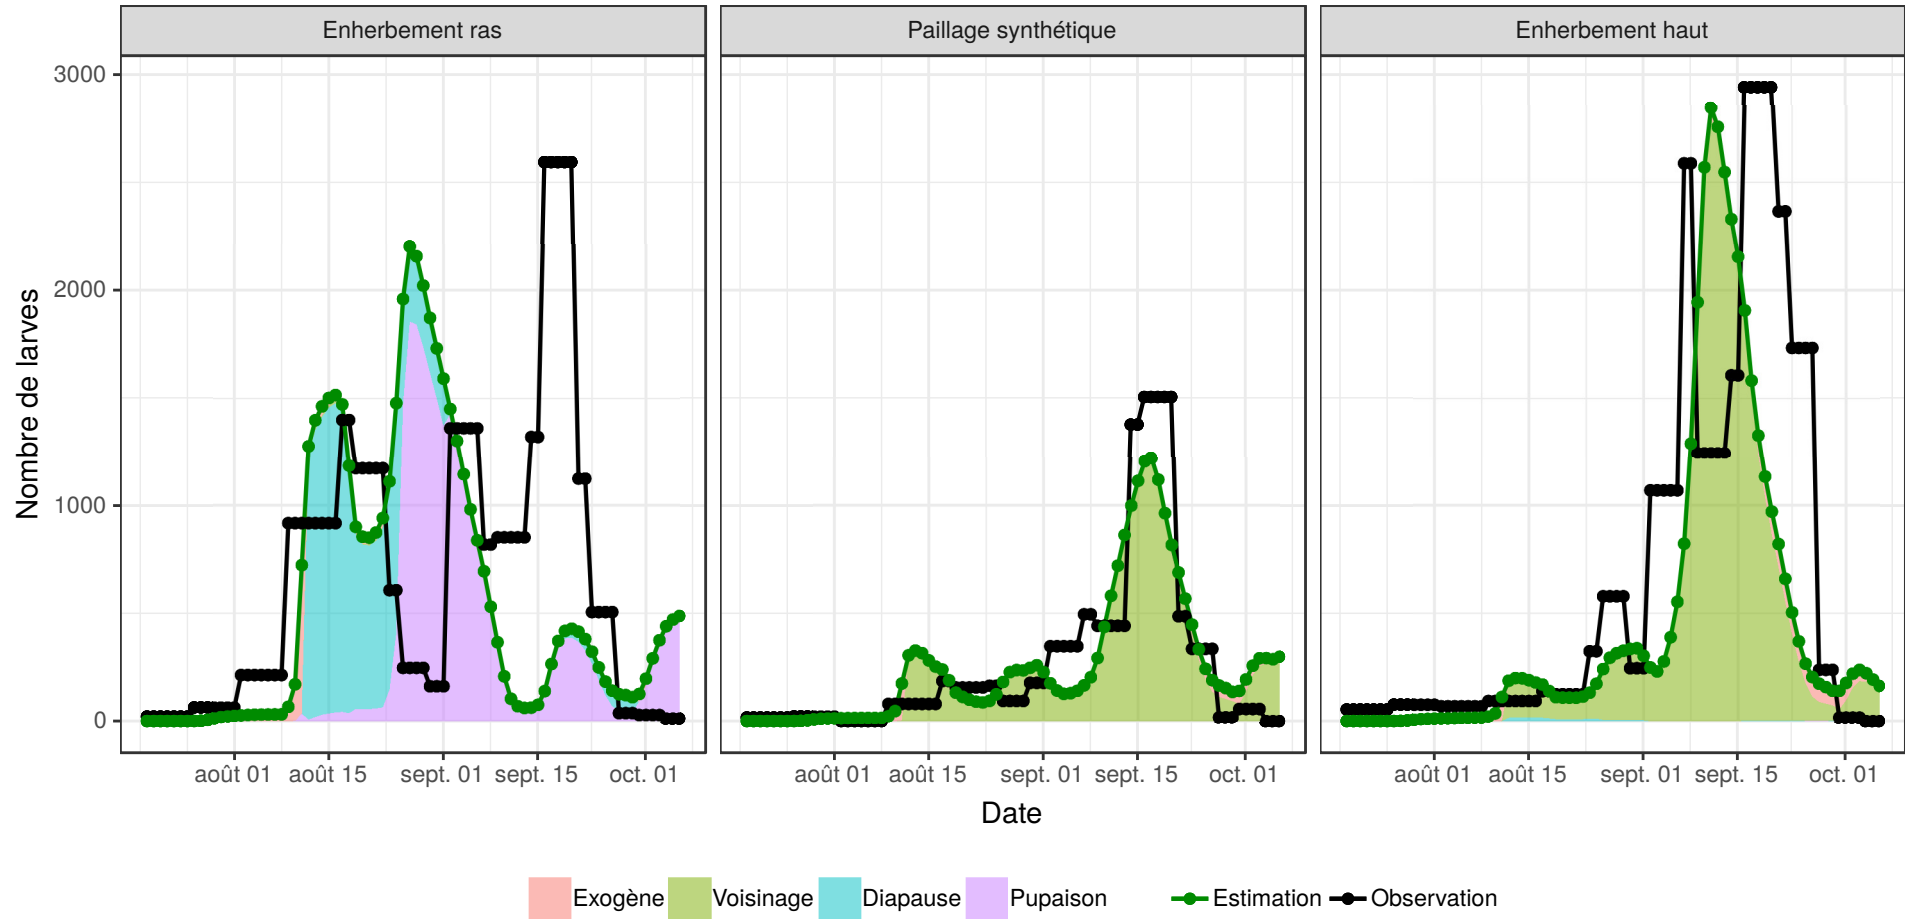 Enherbement ras
Paillage synthétique
Enherbement haut
Nombre de larves
3000
2000
1000
0
août 01 août 15 sept. 01 sept. 15 oct. 01
août 01 août 15 sept. 01 sept. 15 oct. 01
août 01 août 15 sept. 01 sept. 15 oct. 01
Date
Exogène Voisinage Diapause Pupaison Estimation Observation